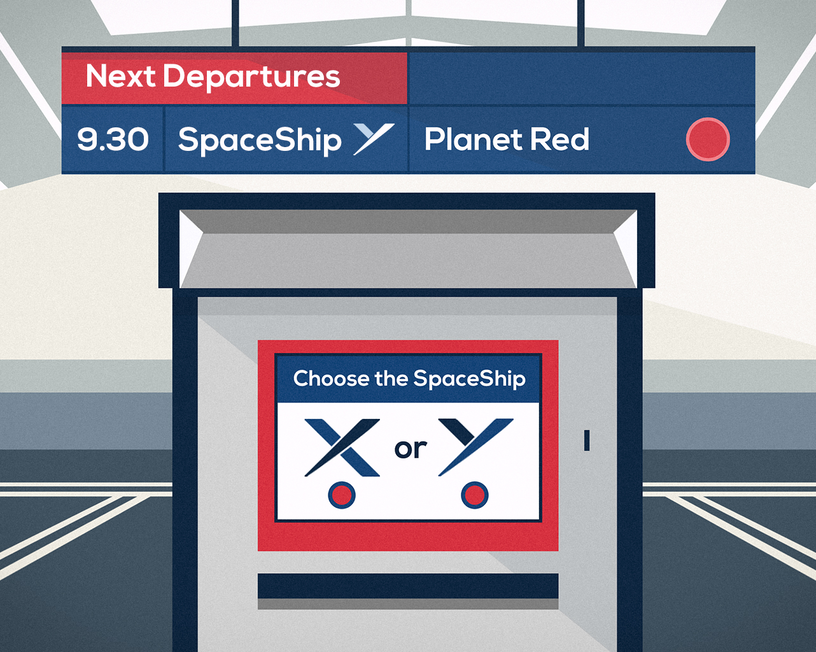 Next Departures
9.30 SpaceShip Y Planet Red
Choose the SpaceShip
X or Y